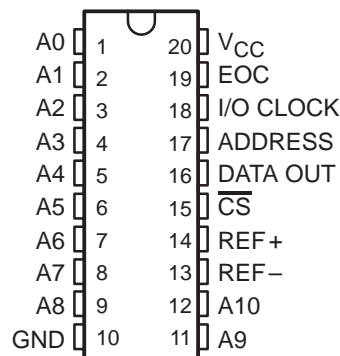 A0 1 20 VCC
A1 2 19 EOC
A2 3 18 I/O CLOCK
A3 4 17 ADDRESS
A4 5 16 DATA OUT
A5 6 15 C̅S̅
A6 7 14 REF+
A7 8 13 REF−
A8 9 12 A10
GND 10 11 A9